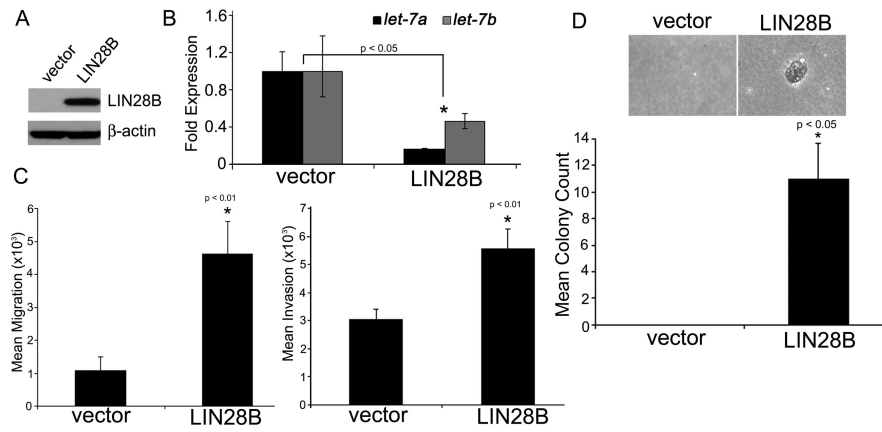 A
vector
LIN28B
LIN28B
β-actin
B
let-7a
let-7b
p < 0.05
*
Fold Expression
1.6
1.2
0.8
0.4
0
vector
LIN28B
C
Mean Migration (x10³)
6
5
4
3
2
1
0
p < 0.01
*
vector
LIN28B
Mean Invasion (x10³)
7
6
5
4
3
2
1
0
p < 0.01
*
vector
LIN28B
D
vector
LIN28B
Mean Colony Count
14
12
10
8
6
4
2
0
p < 0.05
*
vector
LIN28B